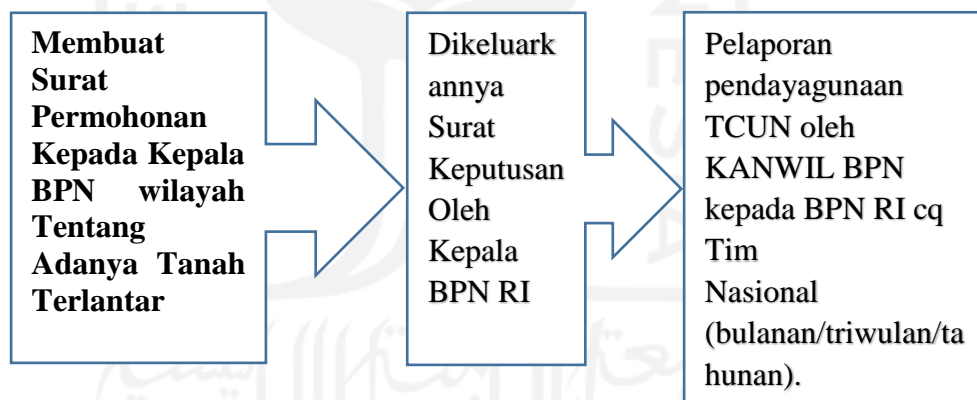 Membuat
Surat
Permohonan
Kepada Kepala
BPN wilayah
Tentang
Adanya Tanah
Terlantar
Dikeluark
annya
Surat
Keputusan
Oleh
Kepala
BPN RI
Pelaporan
pendayagunaan
TCUN oleh
KANWIL BPN
kepada BPN RI cq
Tim
Nasional
(bulanan/triwulan/ta
hunan).